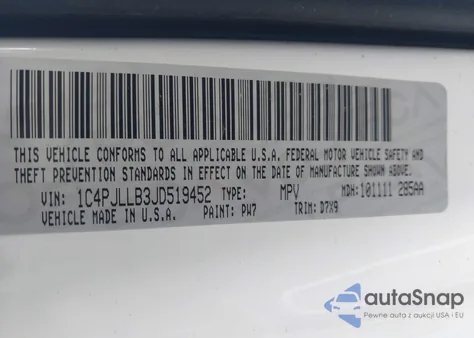 THIS VEHICLE CONFORMS TO ALL APPLICABLE U.S.A. FEDERAL MOTOR VEHICLE SAFETY AND
THEFT PREVENTION STANDARDS IN EFFECT ON THE DATE OF MANUFACTURE SHOWN ABOVE.
VIN: 1C4PJLLB3JD519452 TYPE: MPV MDH: 101111 285AA
VEHICLE MADE IN U.S.A. PAINT: PW7 TRIM: D7X9
autoSnap
Pewne auta z aukcji USA • EU